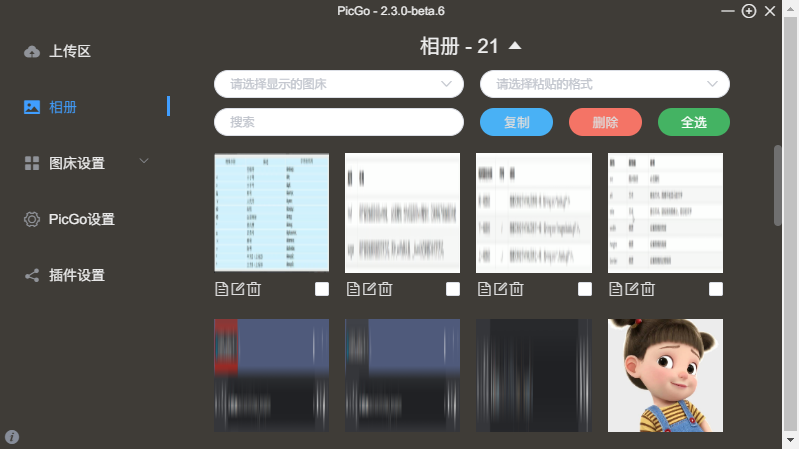 PicGo - 2.3.0-beta.6
上传区
相册
图床设置
PicGo设置
插件设置
相册 - 21
请选择显示的图床
请选择粘贴的格式
搜索
复制
删除
全选